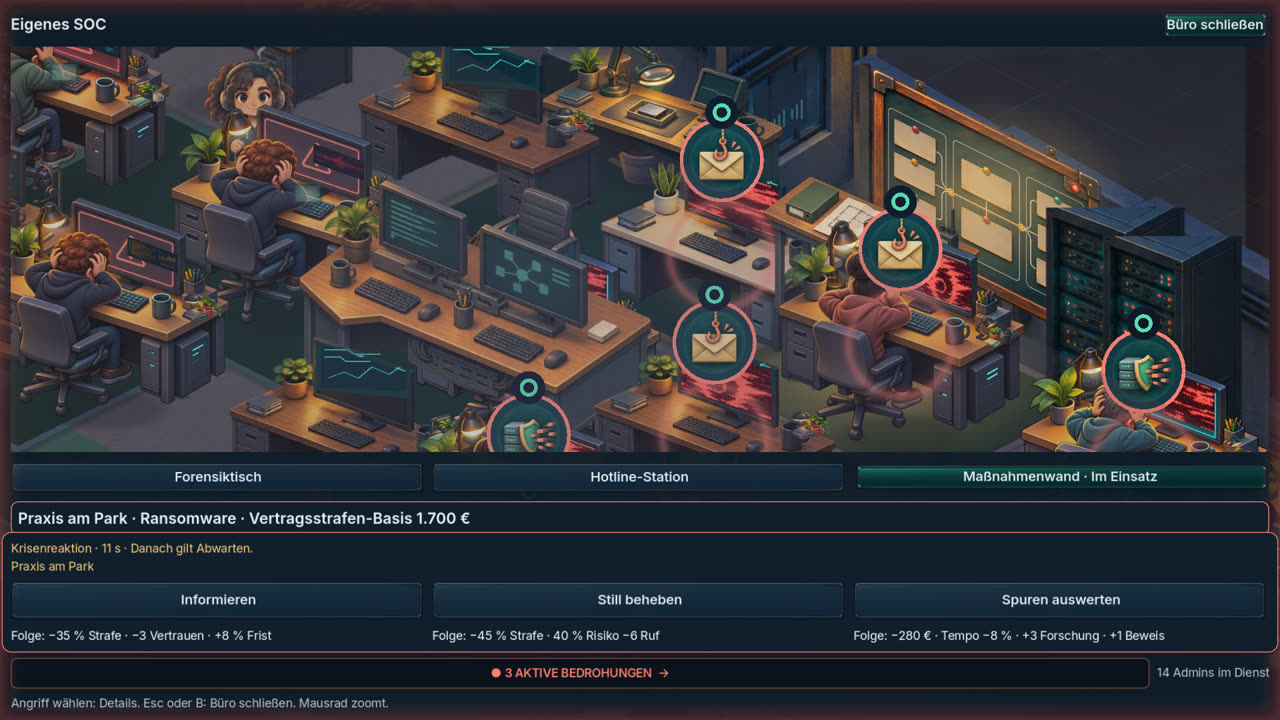 Eigenes SOC
Büro schließen
Forensiktisch
Hotline-Station
Maßnahmenwand · Im Einsatz
Praxis am Park · Ransomware · Vertragsstrafen-Basis 1.700 €
Krisenreaktion · 11 s · Danach gilt Abwarten.
Praxis am Park
Informieren
Still beheben
Spuren auswerten
Folge: −35 % Strafe · −3 Vertrauen · +8 % Frist
Folge: −45 % Strafe · 40 % Risiko −6 Ruf
Folge: −280 € · Tempo −8 % · +3 Forschung · +1 Beweis
3 AKTIVE BEDROHUNGEN →
14 Admins im Dienst
Angriff wählen: Details. Esc oder B: Büro schließen. Mausrad zoomt.